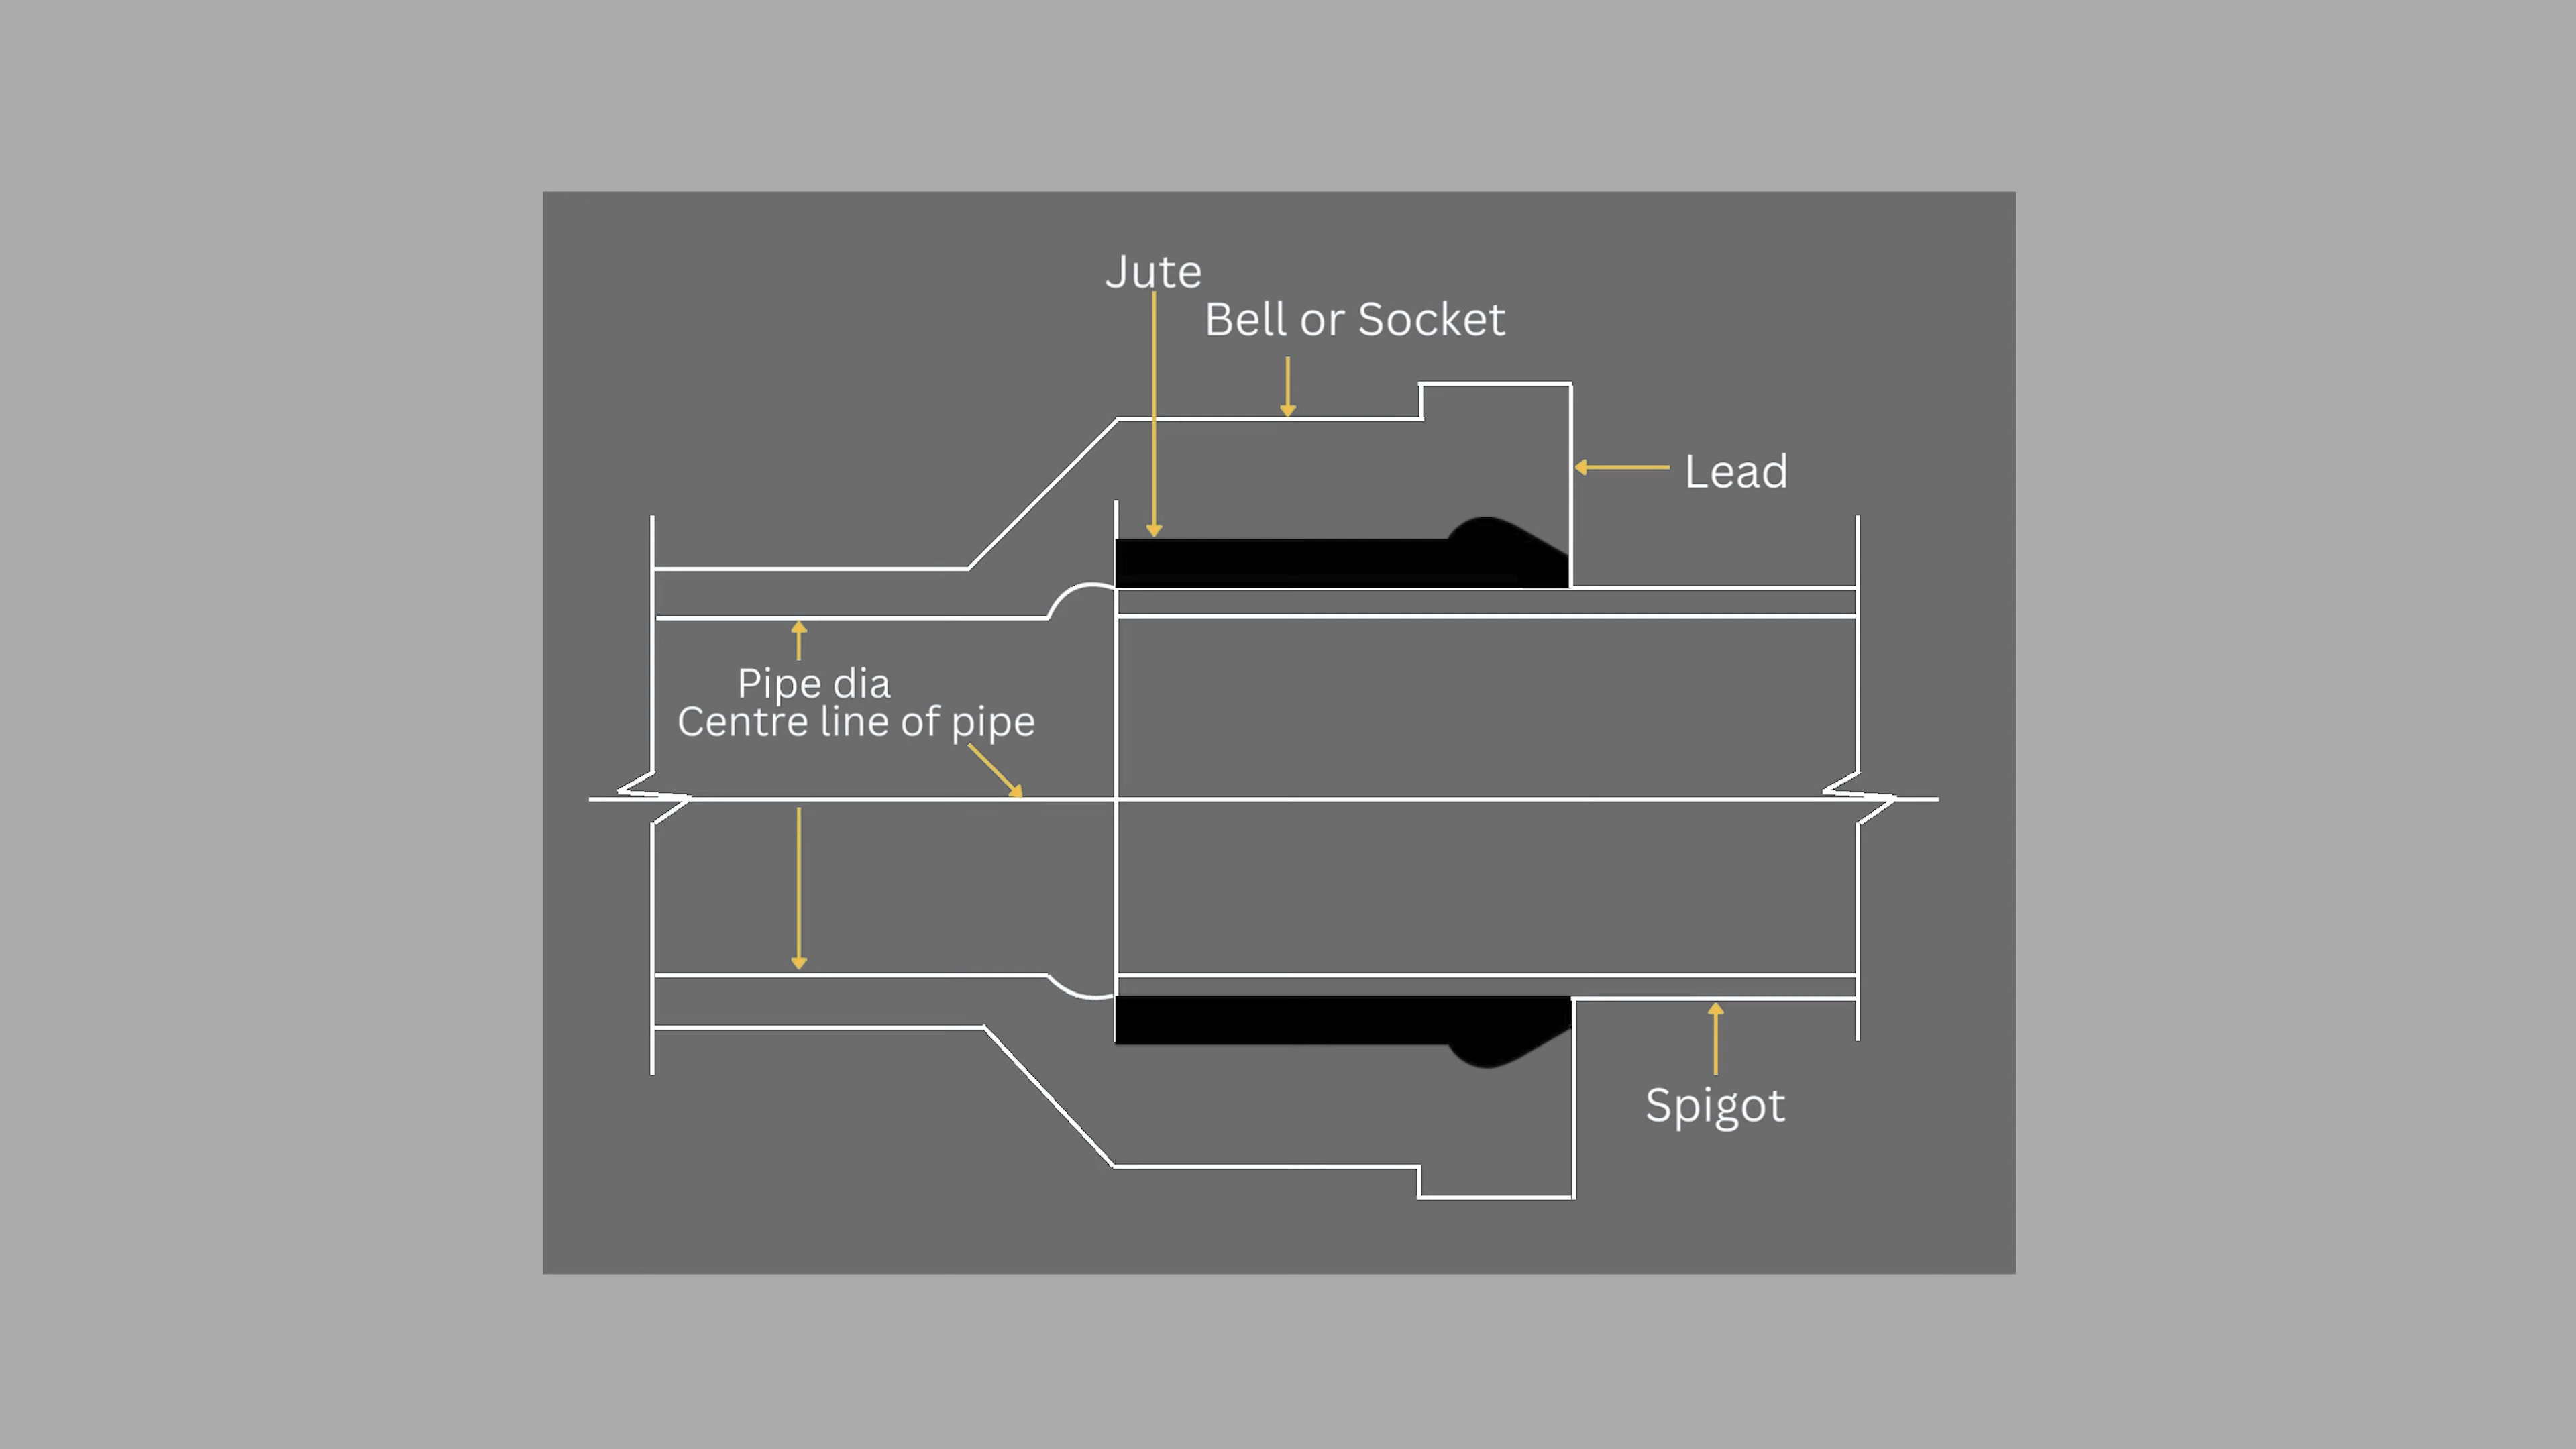 Jute
Bell or Socket
Lead
Pipe dia
Centre line of pipe
Spigot